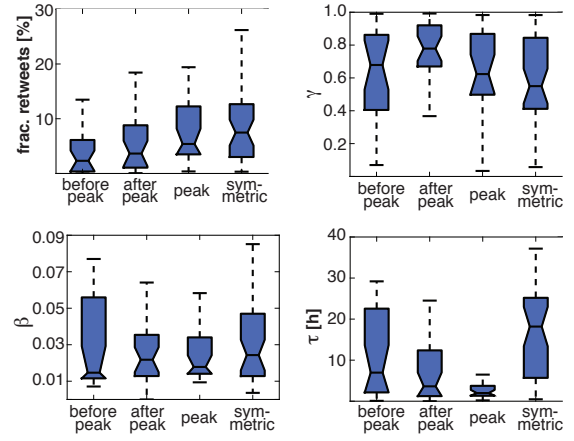 frac. retweets [%]
30
20
10
before
peak
after
peak
peak
sym-
metric
γ
1.0
0.8
0.6
0.4
0.2
before
peak
after
peak
peak
sym-
metric
β
0.09
0.07
0.05
0.03
0.01
before
peak
after
peak
peak
sym-
metric
τ [h]
40
30
20
10
before
peak
after
peak
peak
sym-
metric